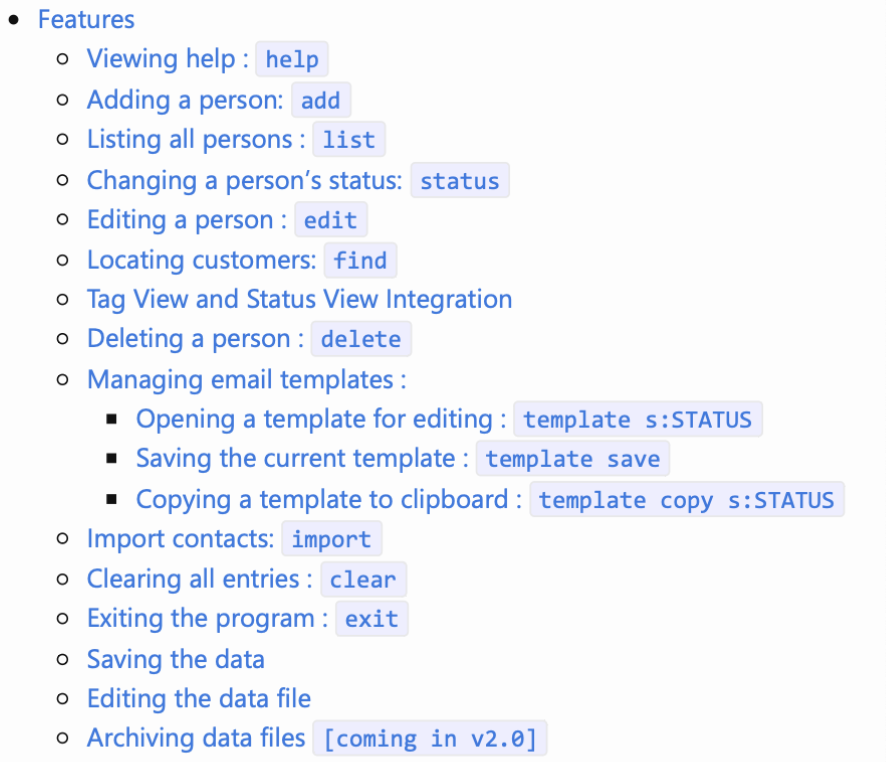 Features
Viewing help : help
Adding a person: add
Listing all persons : list
Changing a person’s status: status
Editing a person : edit
Locating customers: find
Tag View and Status View Integration
Deleting a person : delete
Managing email templates :
Opening a template for editing : template s:STATUS
Saving the current template : template save
Copying a template to clipboard : template copy s:STATUS
Import contacts: import
Clearing all entries : clear
Exiting the program : exit
Saving the data
Editing the data file
Archiving data files [coming in v2.0]